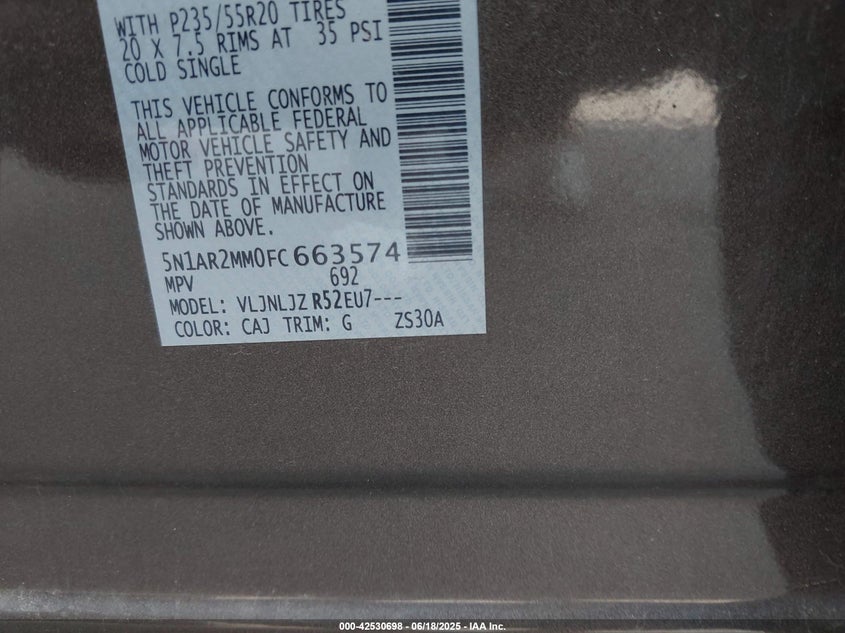 WITH P235/55R20 TIRES
20 X 7.5 RIMS AT 35 PSI
COLD SINGLE
THIS VEHICLE CONFORMS TO
ALL APPLICABLE FEDERAL
MOTOR VEHICLE SAFETY AND
THEFT PREVENTION
STANDARDS IN EFFECT ON
THE DATE OF MANUFACTURE
SHOWN ABOVE.
5N1AR2MM0FC663574
MPV 692
MODEL: VLJNLJZ R52EU7---
COLOR: CAJ TRIM: G ZS30A
000-42530698 - 06/18/2025 - IAA Inc.